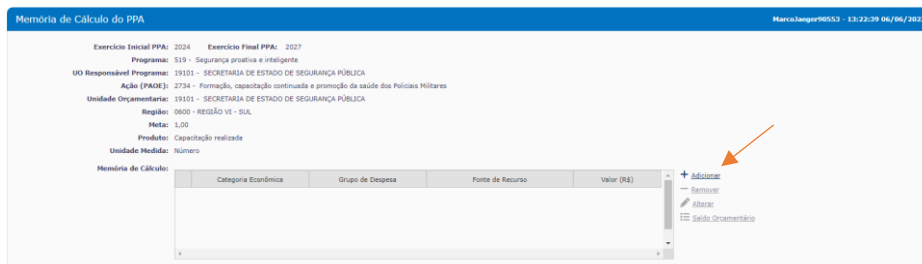 Memória de Cálculo do PPA MarcoJaeger90553 - 13:22:39 06/06/202
Exercício Inicial PPA: 2024 Exercício Final PPA: 2027
Programa: 519 - Segurança proativa e inteligente
UO Responsável Programa: 19101 - SECRETARIA DE ESTADO DE SEGURANÇA PÚBLICA
Ação (PAOE): 2734 - Formação, capacitação continuada e promoção da saúde dos Policiais Militares
Unidade Orçamentaria: 19101 - SECRETARIA DE ESTADO DE SEGURANÇA PÚBLICA
Região: 0600 - REGIÃO VI - SUL
Meta: 1,00
Produto: Capacitação realizada
Unidade Medida: Número
Memória de Cálculo:
Categoria Econômica Grupo de Despesa Fonte de Recurso Valor (R$)
Adicionar
Remover
Alterar
Saldo Orçamentário